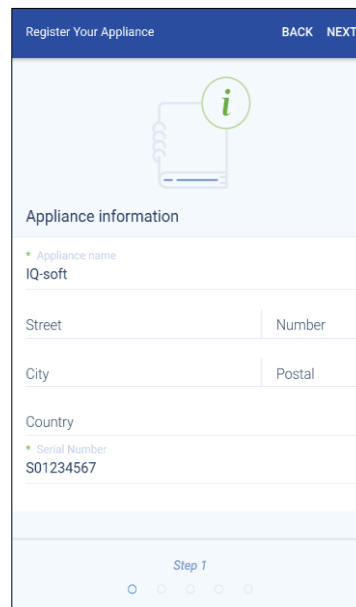 Register Your Appliance BACK NEXT
i
Appliance information
* Appliance name
IQ-soft
Street Number
City Postal
Country
* Serial Number
S01234567
Step 1